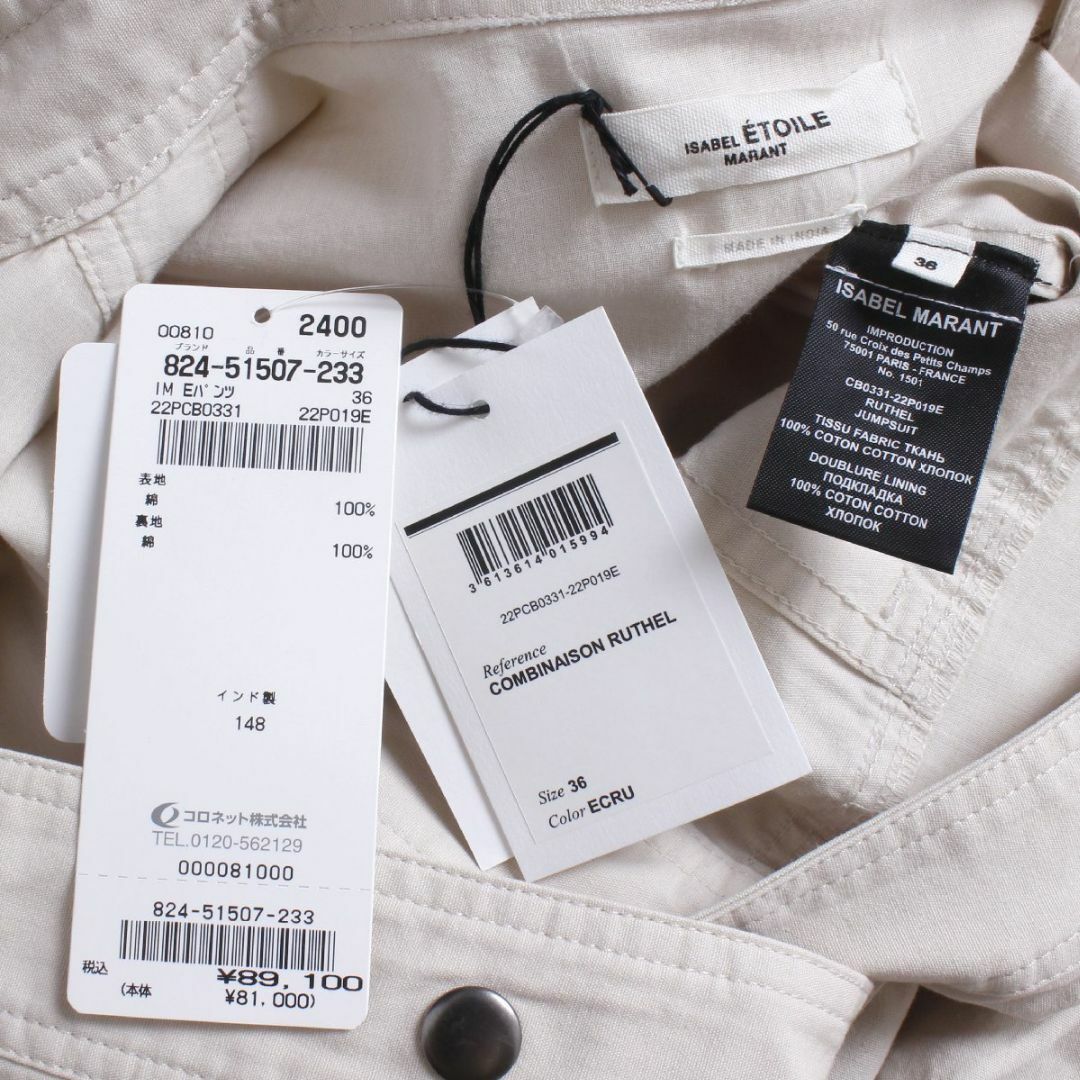 ISABEL ÉTOILE
MARANT
MADE IN INDIA
36
ISABEL MARANT
IMPRODUCTION
50 rue Croix des Petits Champs
75001 PARIS - FRANCE
No. 1501
CB0331-22P019E
RUTHEL
JUMPSUIT
TISSU FABRIC ТКАНЬ
100% COTON COTTON ХЛОПОК
DOUBLURE LINING
ПОДКЛАДКА
100% COTON COTTON
ХЛОПОК
00810 2400
ブランド 品番 カラーサイズ
824-51507-233
IM Eパンツ 36
22PCB0331 22P019E
表地
綿 100%
裏地
綿 100%
インド製
148
コロネット株式会社
TEL.0120-562129
000081000
824-51507-233
税込 ¥89,100
(本体 ¥81,000)
3 613614 015994
22PCB0331-22P019E
Reference
COMBINAISON RUTHEL
Size 36
Color ECRU